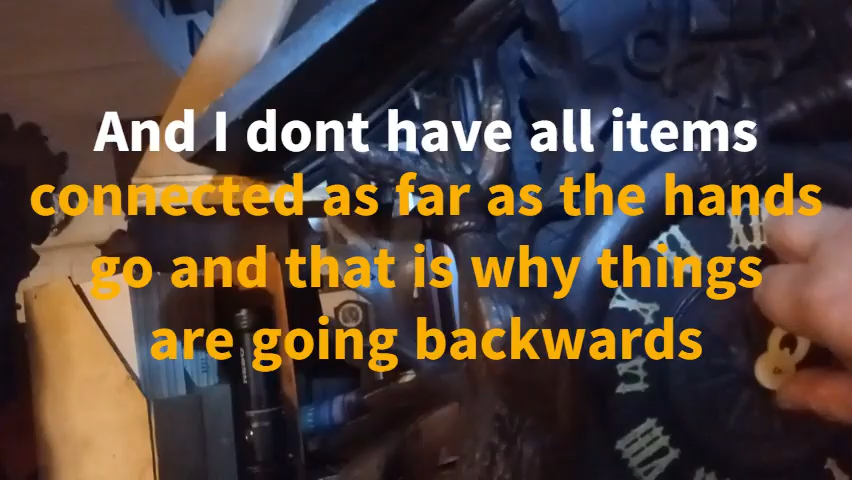 And I dont have all items
connected as far as the hands
go and that is why things
are going backwards